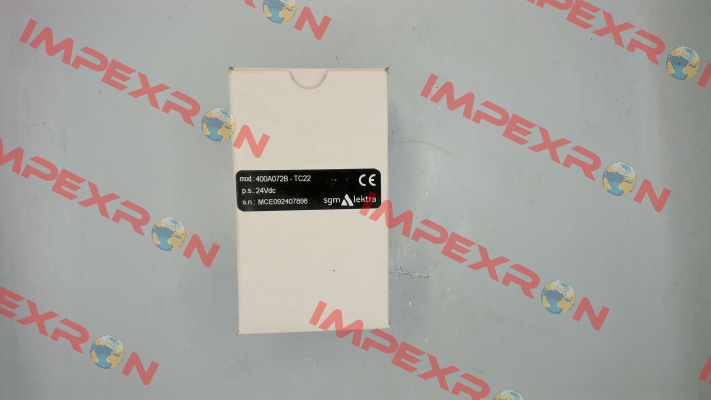 mod.: 400A072B - TC22
p.s.: 24Vdc
s.n.: MCE092407898
CE
sgm lektra
IMPEXRON
IMPEXRON
IMPEXRON
IMPEXRON
IMPEXRON
IMPEXRON
IMPEXRON
IMPEXRON